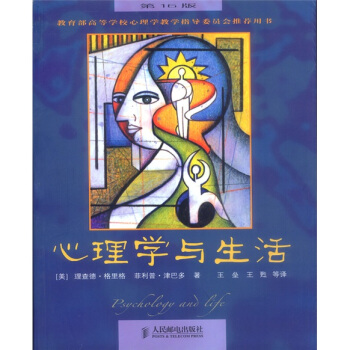 第16版
教育部高等学校心理学教学指导委员会推荐用书
心理学与生活
[美] 理查德·格里格 菲利普·津巴多 著 王垒 王甦 等译
Psychology and life
人民邮电出版社
POSTS & TELECOM PRESS